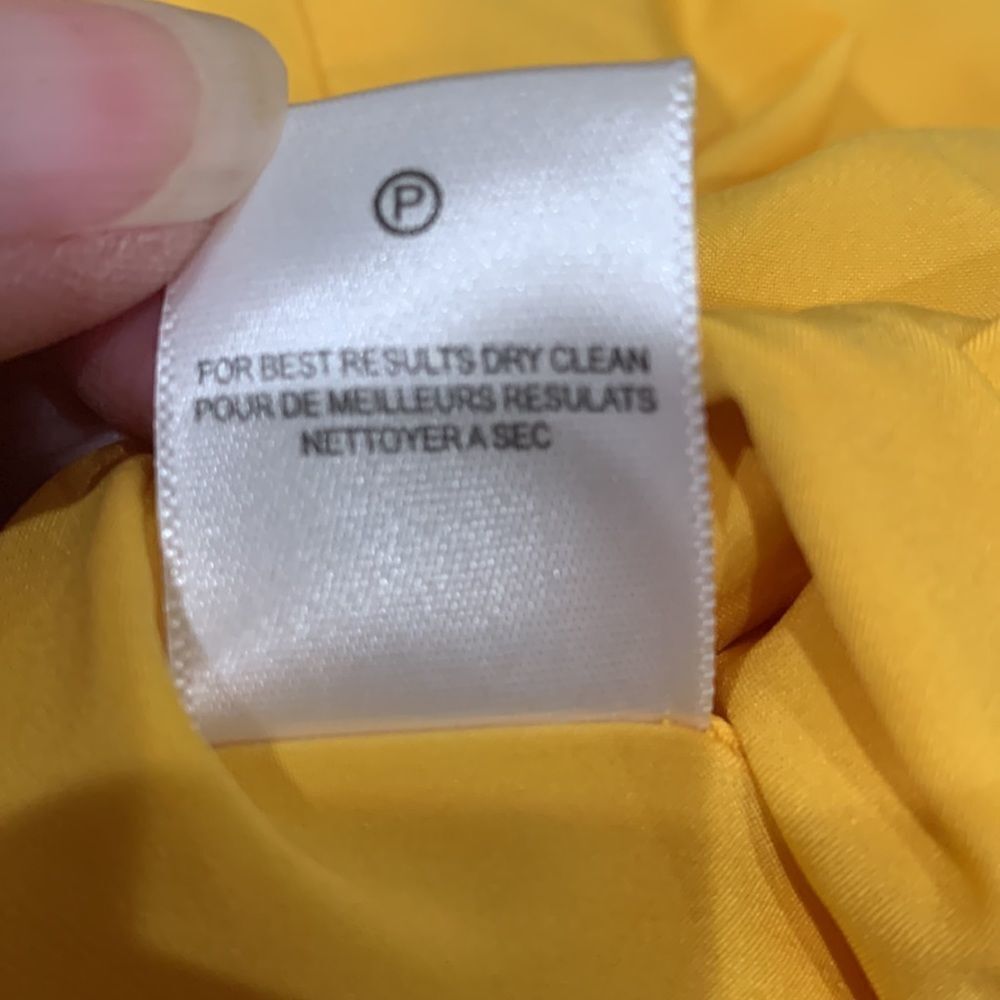 P
FOR BEST RESULTS DRY CLEAN
POUR DE MEILLEURS RESULATS
NETTOYER A SEC